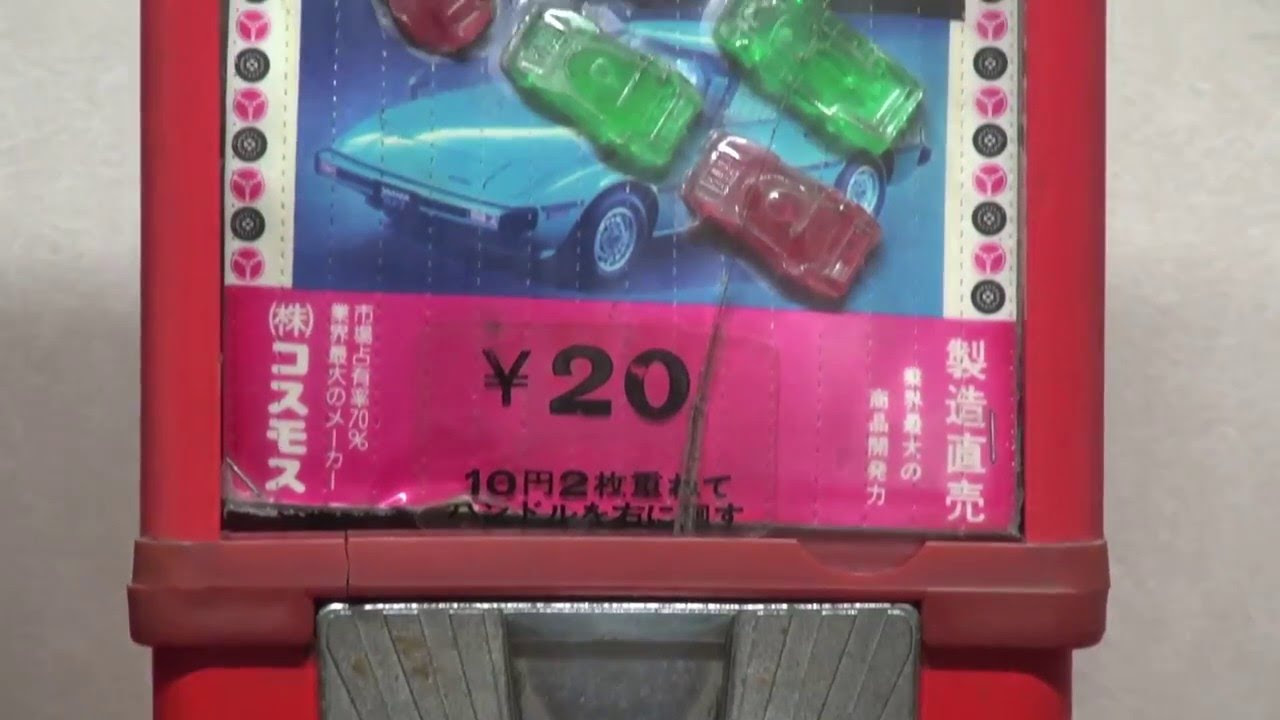 ¥20
10円2枚重ねて
ハンドルを右に回す
製造直売
業界最大の
商品開発力
市場占有率70%
業界最大のメーカー
㈱コスモス